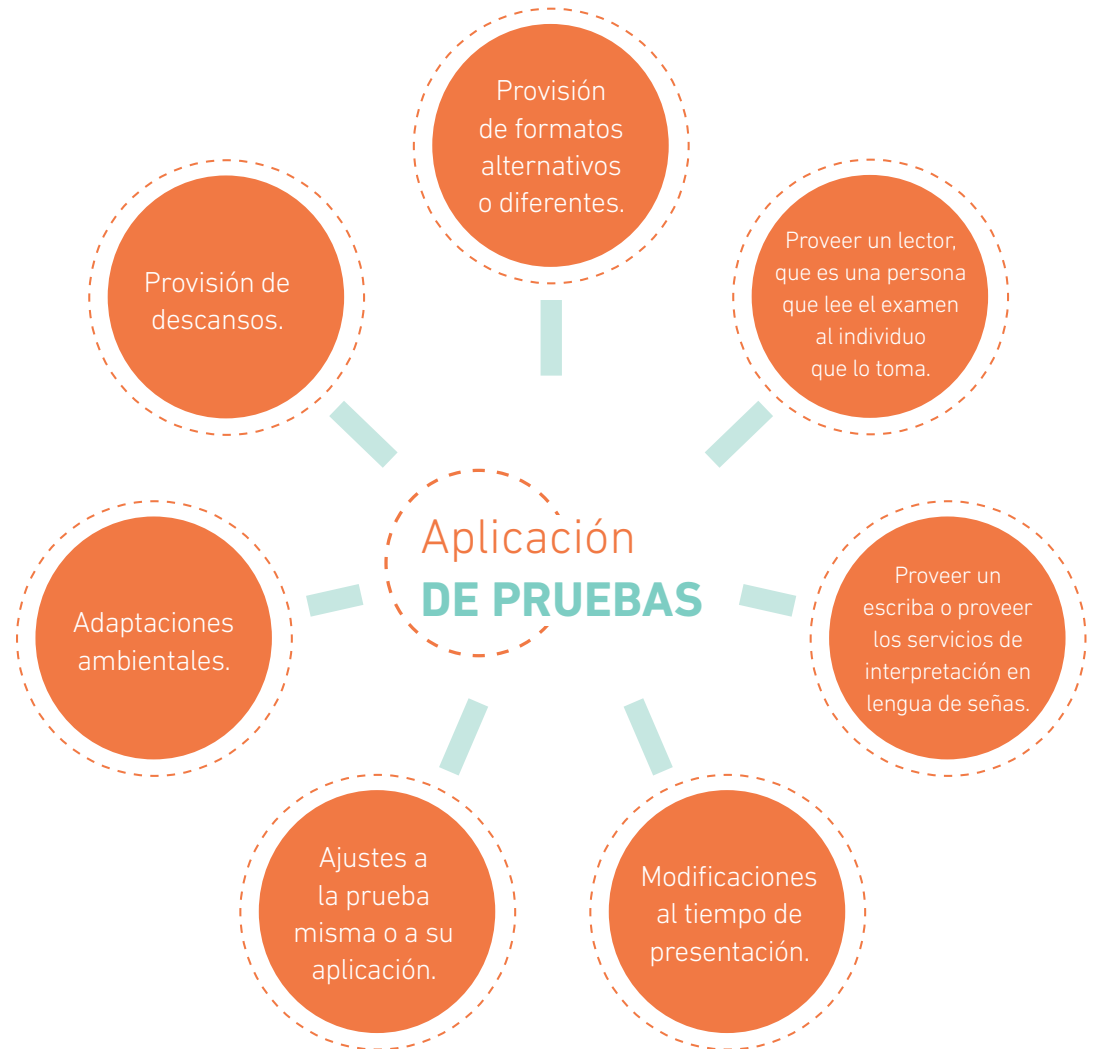 Provisión
de formatos
alternativos
o diferentes.
Proveer un lector,
que es una persona
que lee el examen
al individuo
que lo toma.
Provisión de
descansos.
Aplicación
DE PRUEBAS
Proveer un
escriba o proveer
los servicios de
interpretación en
lengua de señas.
Adaptaciones
ambientales.
Ajustes a
la prueba
misma o a su
aplicación.
Modificaciones
al tiempo de
presentación.